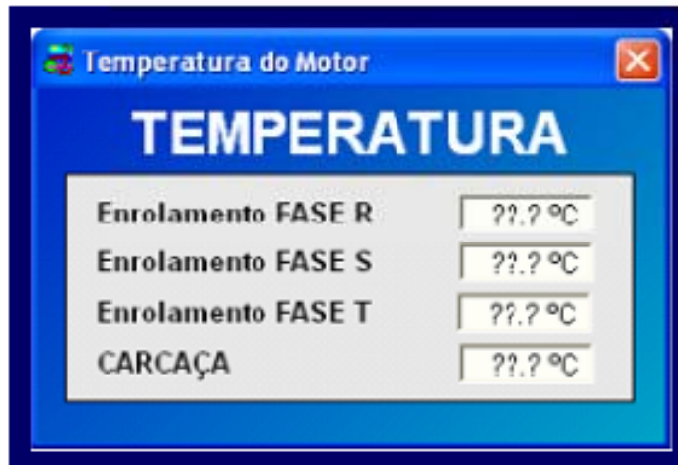 Temperatura do Motor
TEMPERATURA
Enrolamento FASE R ??.? ºC
Enrolamento FASE S ??.? ºC
Enrolamento FASE T ??.? ºC
CARCAÇA ??.? ºC